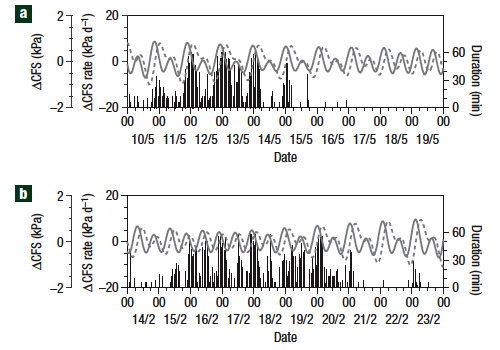 a
ΔCFS (kPa)
2
0
−2
ΔCFS rate (kPa d−1)
20
0
−20
60
30
0
Duration (min)
00 00 00 00 00 00 00 00 00 00 00
10/5 11/5 12/5 13/5 14/5 15/5 16/5 17/5 18/5 19/5
Date
b
ΔCFS (kPa)
2
0
−2
ΔCFS rate (kPa d−1)
20
0
−20
60
30
0
Duration (min)
00 00 00 00 00 00 00 00 00 00 00
14/2 15/2 16/2 17/2 18/2 19/2 20/2 21/2 22/2 23/2
Date